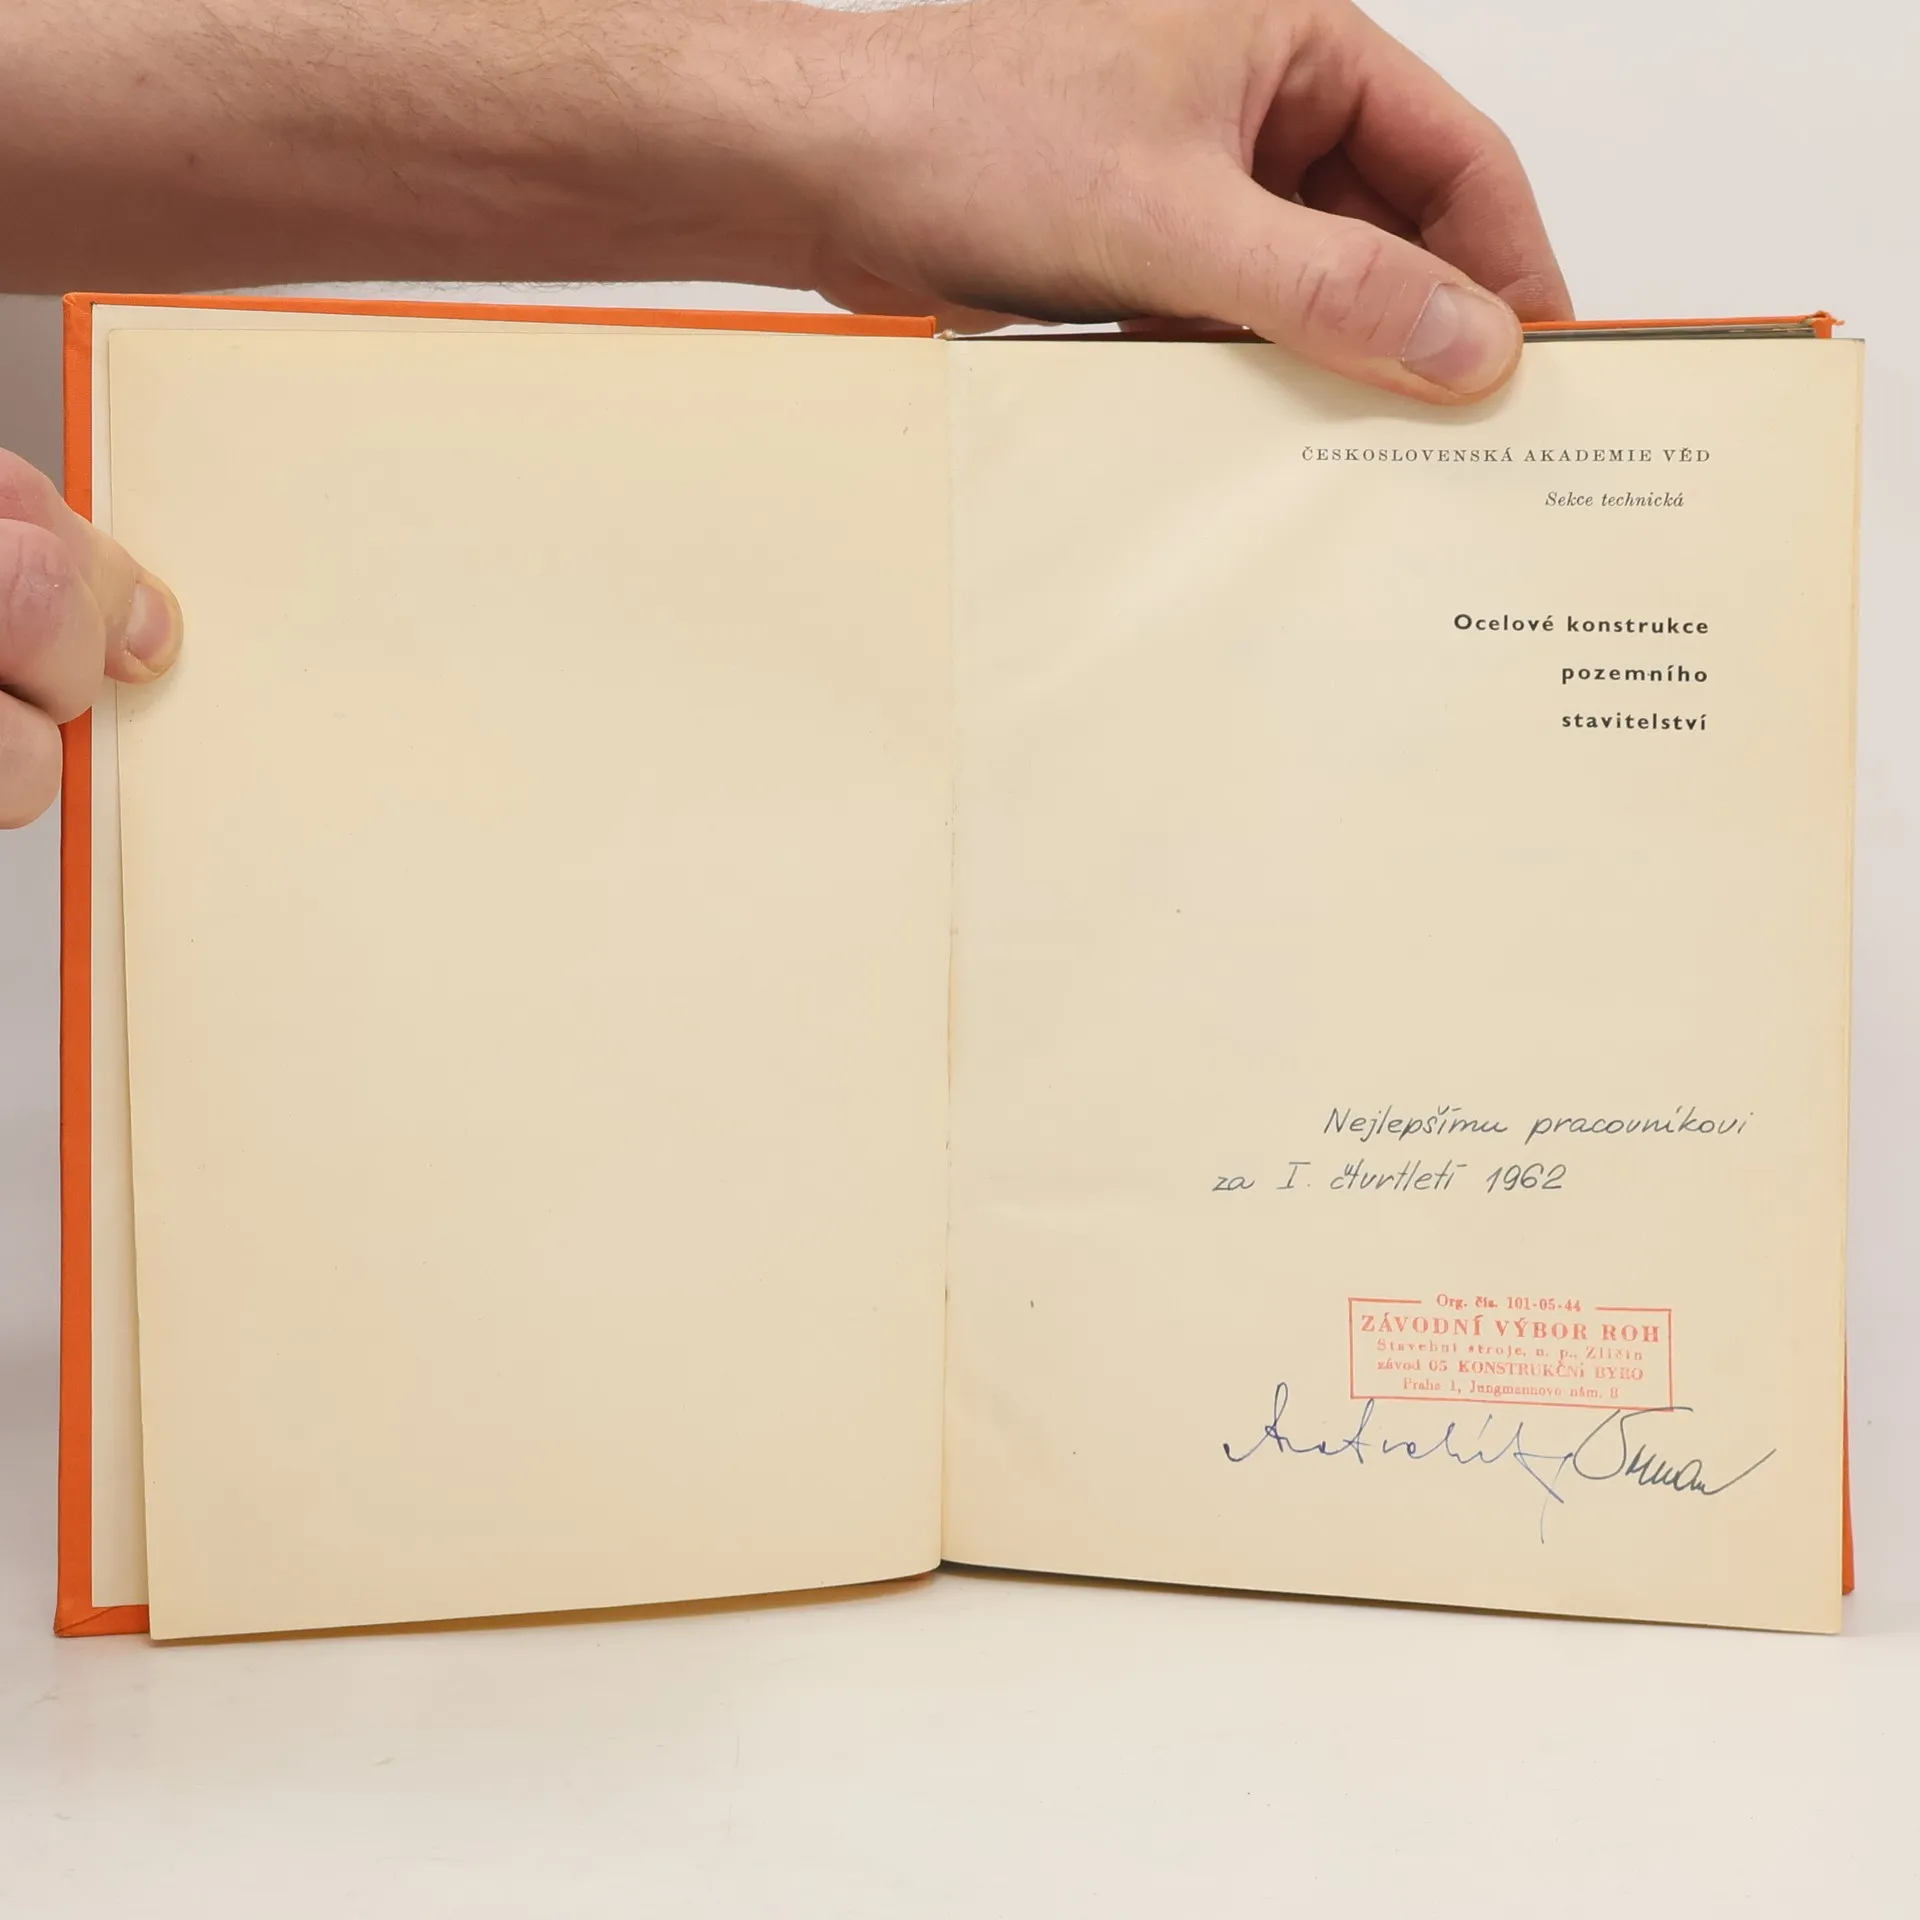 ČESKOSLOVENSKÁ AKADEMIE VĚD
Sekce technická
Ocelové konstrukce
pozemního
stavitelství
Nejlepšímu pracovníkovi
za I. čtvrtletí 1962
Org. čís. 101-05-44
ZÁVODNÍ VÝBOR ROH
Stavební stroje, n. p., Zličín
závod 05 KONSTRUKČNÍ BYRO
Praha 1, Jungmannovo nám. 8